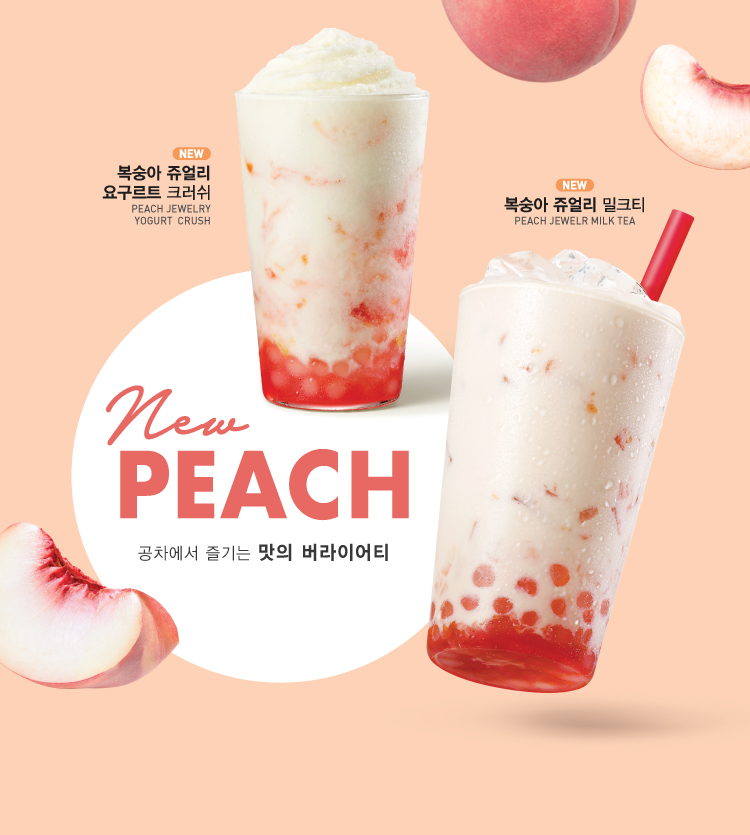 NEW
복숭아 쥬얼리
요구르트 크러쉬
PEACH JEWELRY
YOGURT CRUSH
NEW
복숭아 쥬얼리 밀크티
PEACH JEWELR MILK TEA
New
PEACH
공차에서 즐기는 맛의 버라이어티